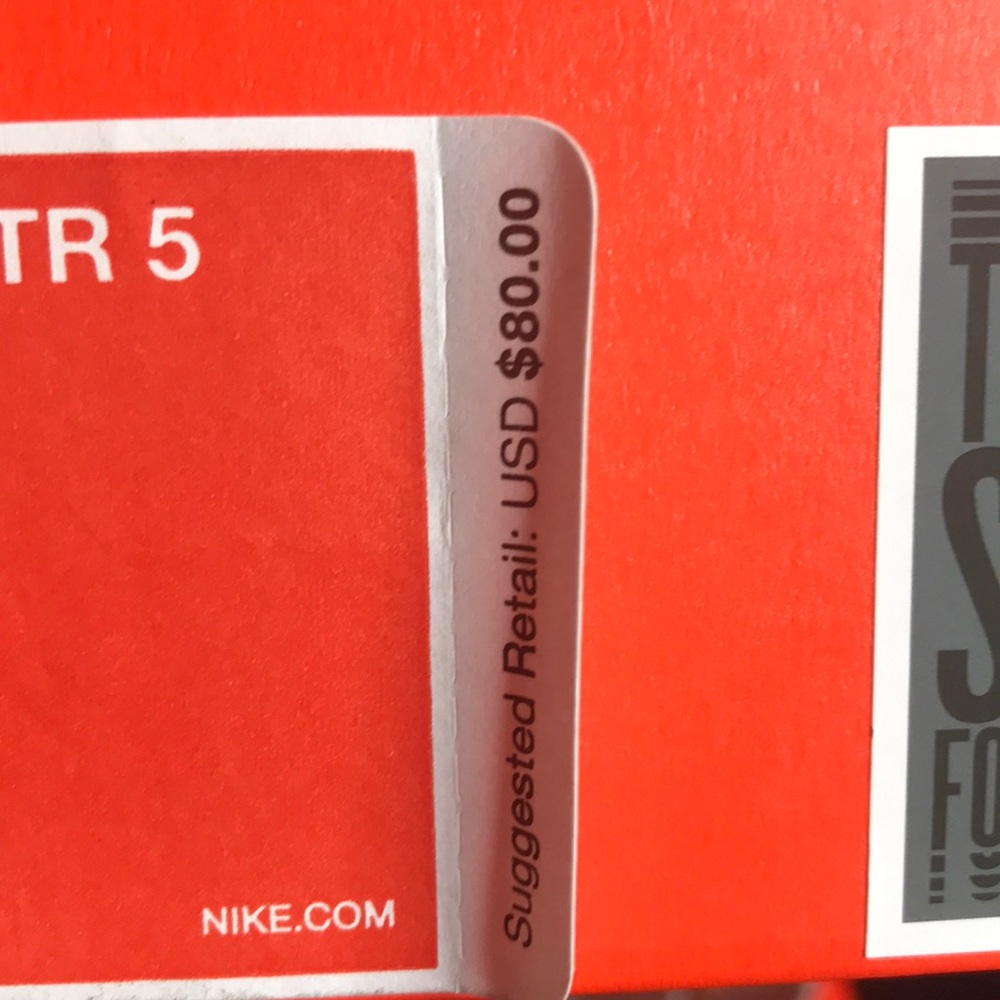 TR 5
NIKE.COM
Suggested Retail: USD $80.00